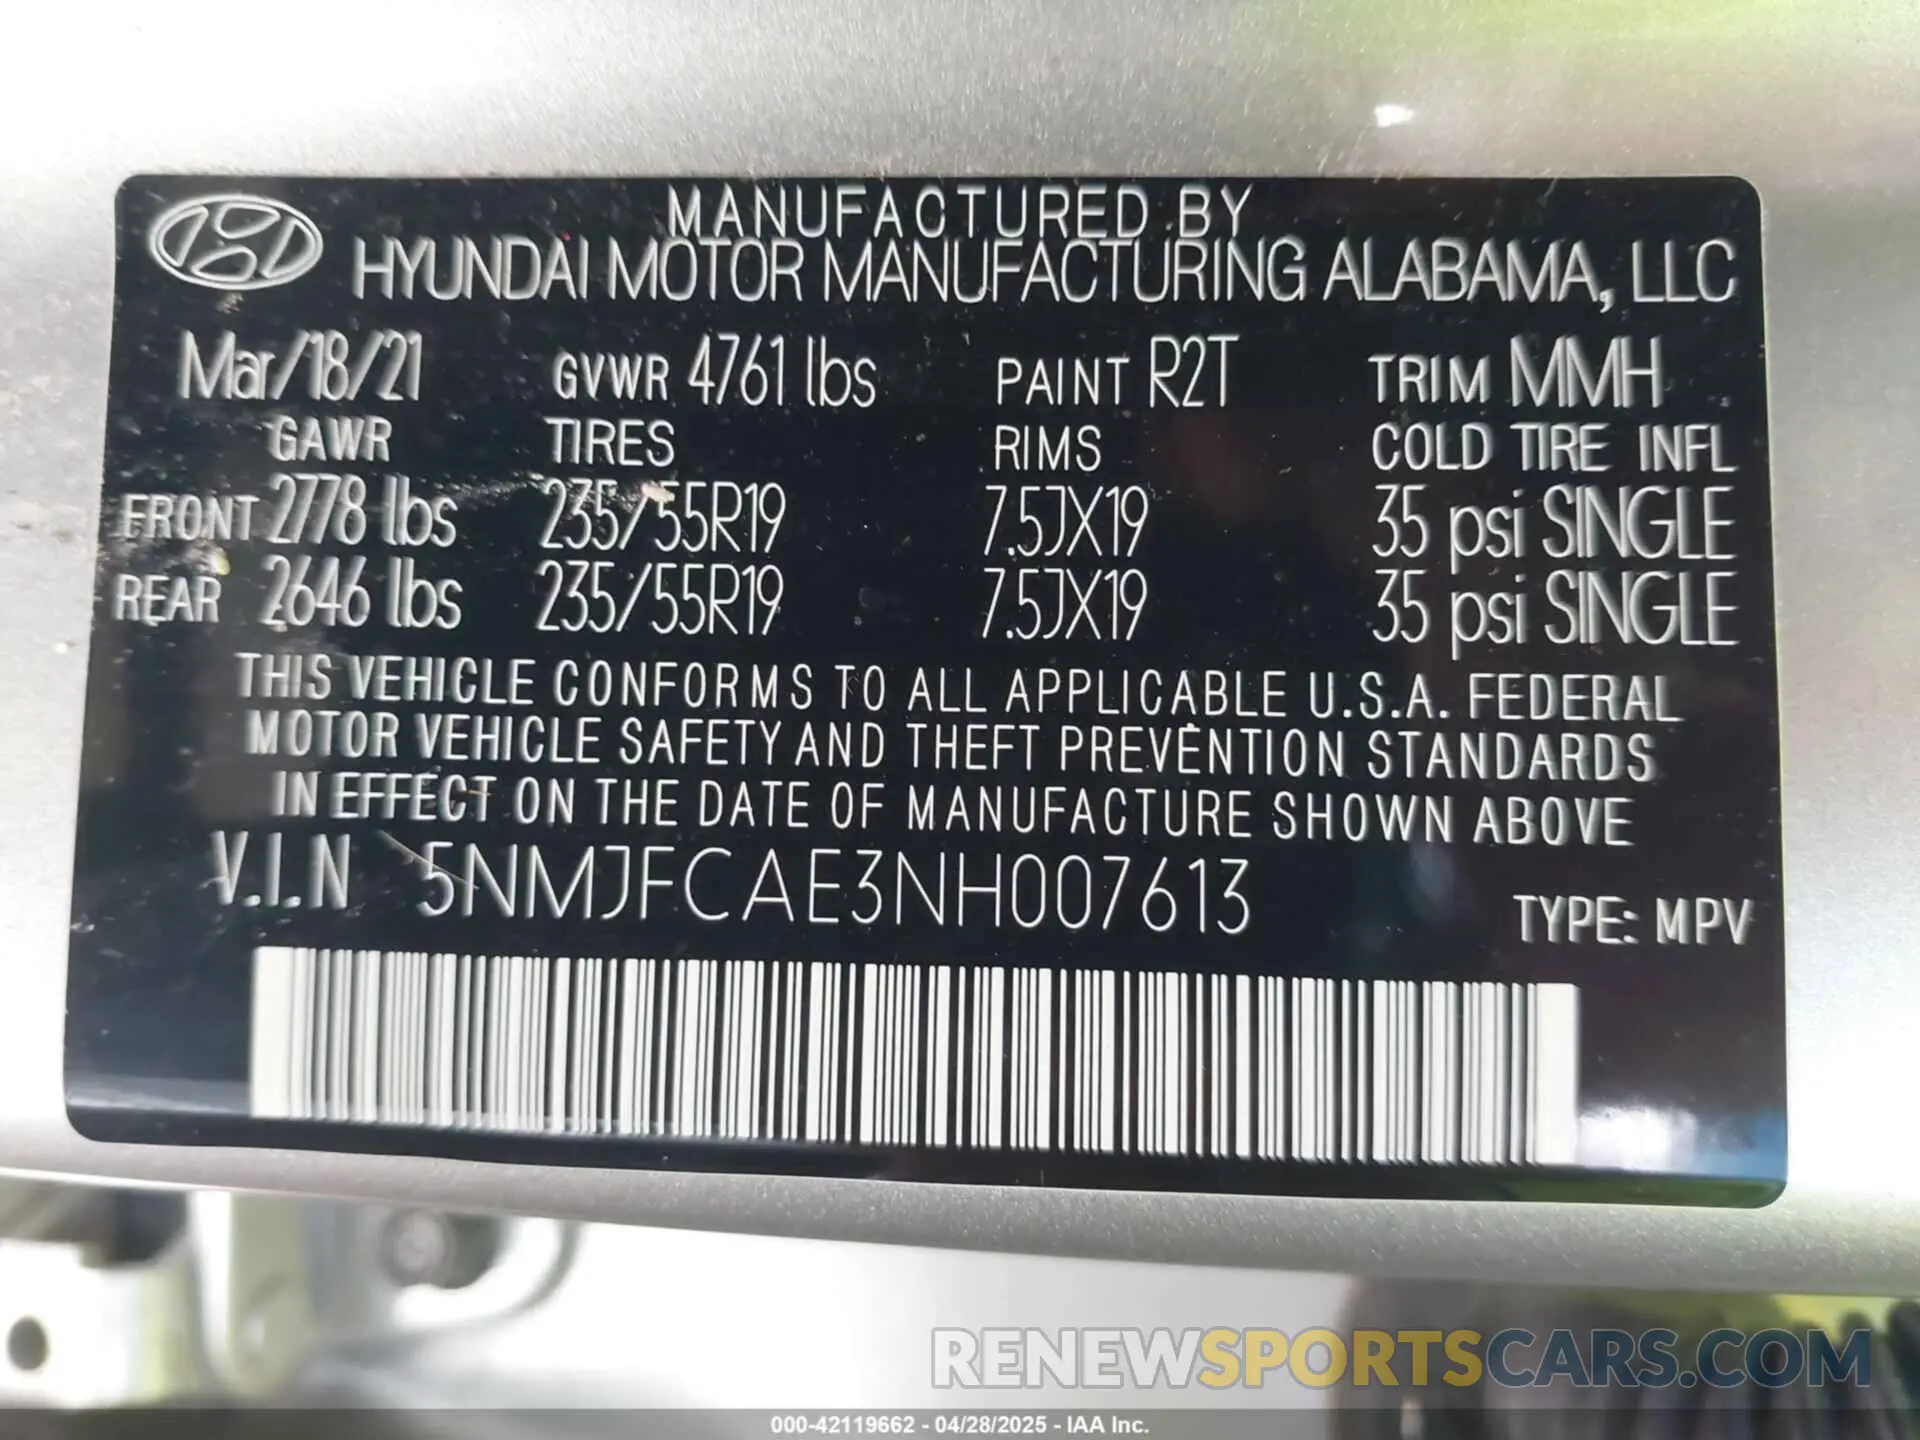 MANUFACTURED BY
HYUNDAI MOTOR MANUFACTURING ALABAMA, LLC
Mar/18/21 GVWR 4761 lbs PAINT R2T TRIM MMH
GAWR TIRES RIMS COLD TIRE INFL
FRONT 2778 lbs 235/55R19 7.5JX19 35 psi SINGLE
REAR 2646 lbs 235/55R19 7.5JX19 35 psi SINGLE
THIS VEHICLE CONFORMS TO ALL APPLICABLE U.S.A. FEDERAL
MOTOR VEHICLE SAFETY AND THEFT PREVENTION STANDARDS
IN EFFECT ON THE DATE OF MANUFACTURE SHOWN ABOVE
V.I.N 5NMJFCAE3NH007613
TYPE: MPV
RENEWSPORTSCARS.COM
000-42119662 - 04/28/2025 - IAA Inc.